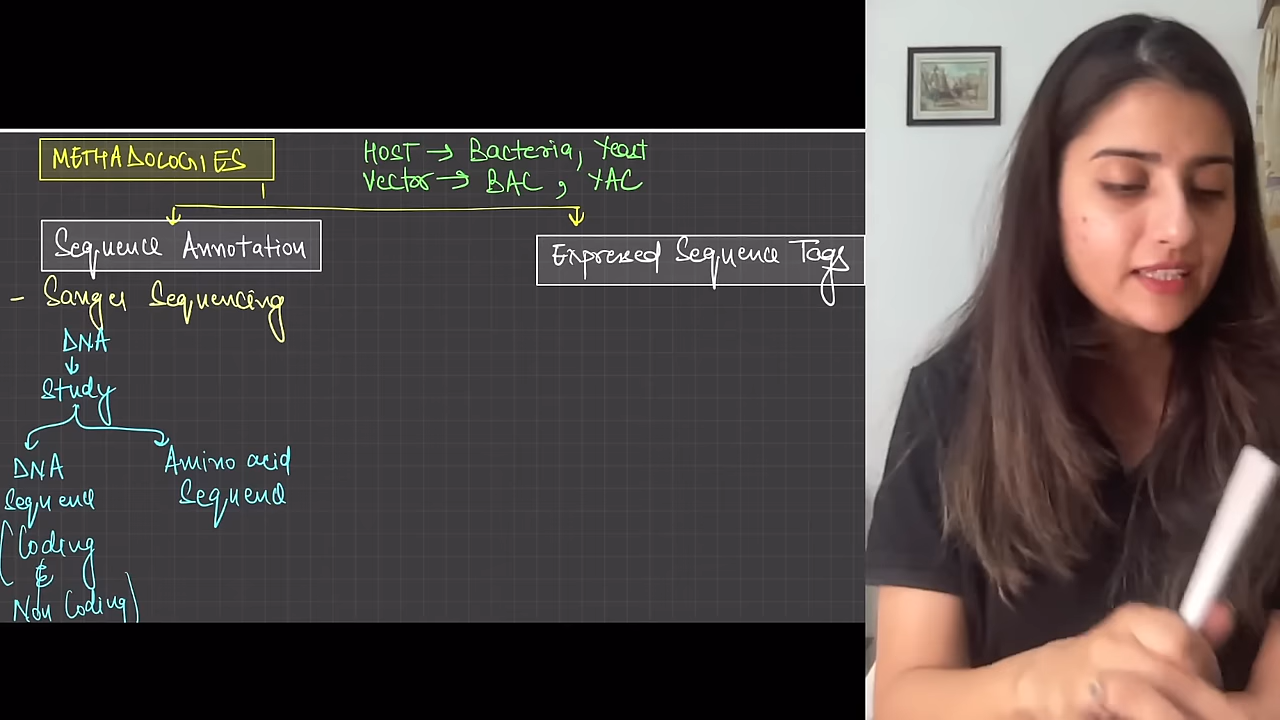 METHADOLOGIES
HOST → Bacteria, Yeast
Vector → BAC, YAC
Sequence Annotation
Expressed Sequence Tags
- Sanger Sequencing
DNA
↓
Study
DNA
Sequence
(Coding
&
Non Coding)
Amino acid
Sequence